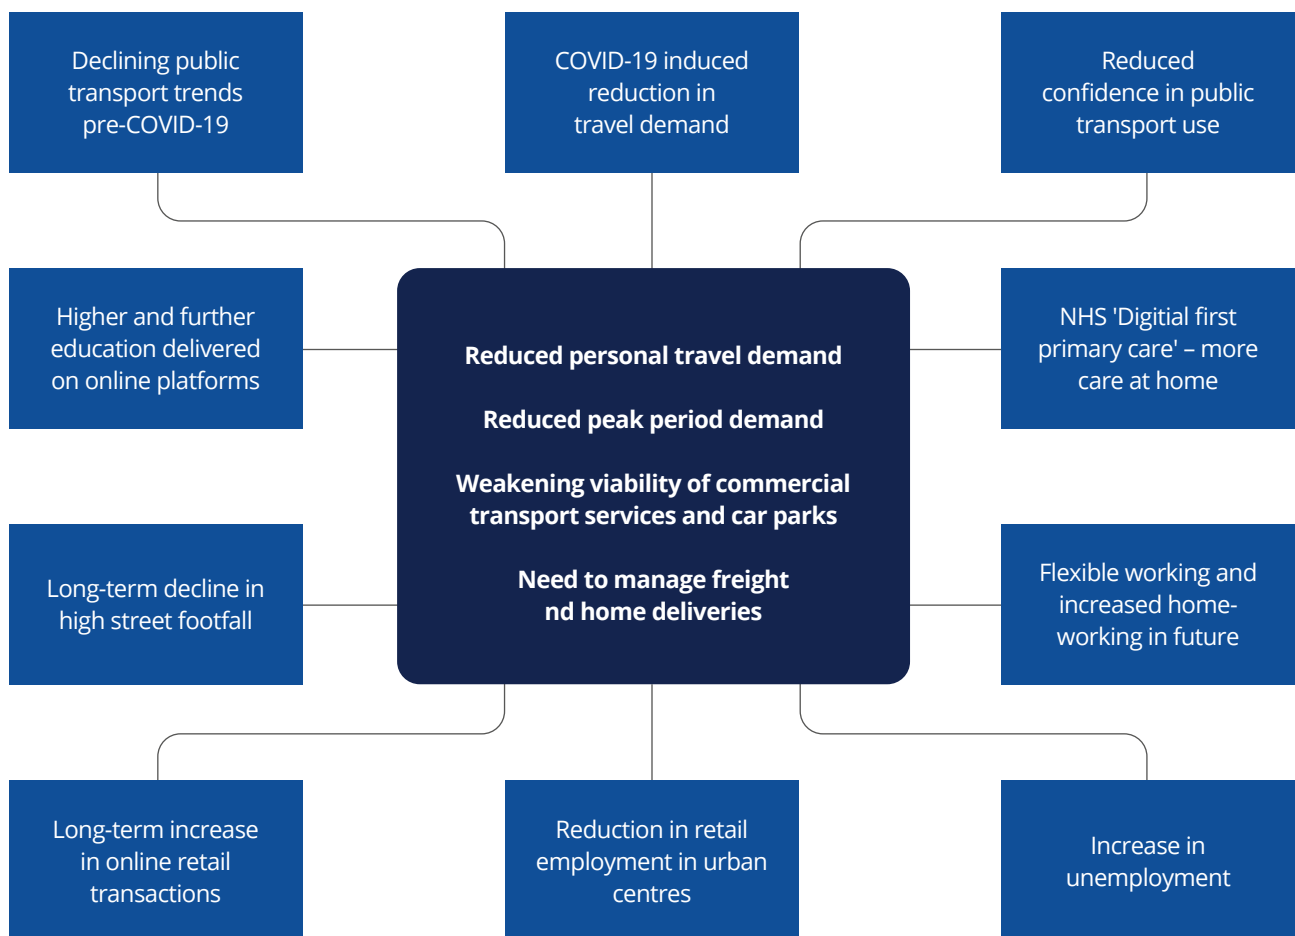 Declining public
transport trends
pre-COVID-19
COVID-19 induced
reduction in
travel demand
Reduced
confidence in public
transport use
Higher and further
education delivered
on online platforms
Reduced personal travel demand
Reduced peak period demand
Weakening viability of commercial
transport services and car parks
Need to manage freight
nd home deliveries
NHS 'Digitial first
primary care' – more
care at home
Long-term decline in
high street footfall
Flexible working and
increased home-
working in future
Long-term increase
in online retail
transactions
Reduction in retail
employment in urban
centres
Increase in
unemployment